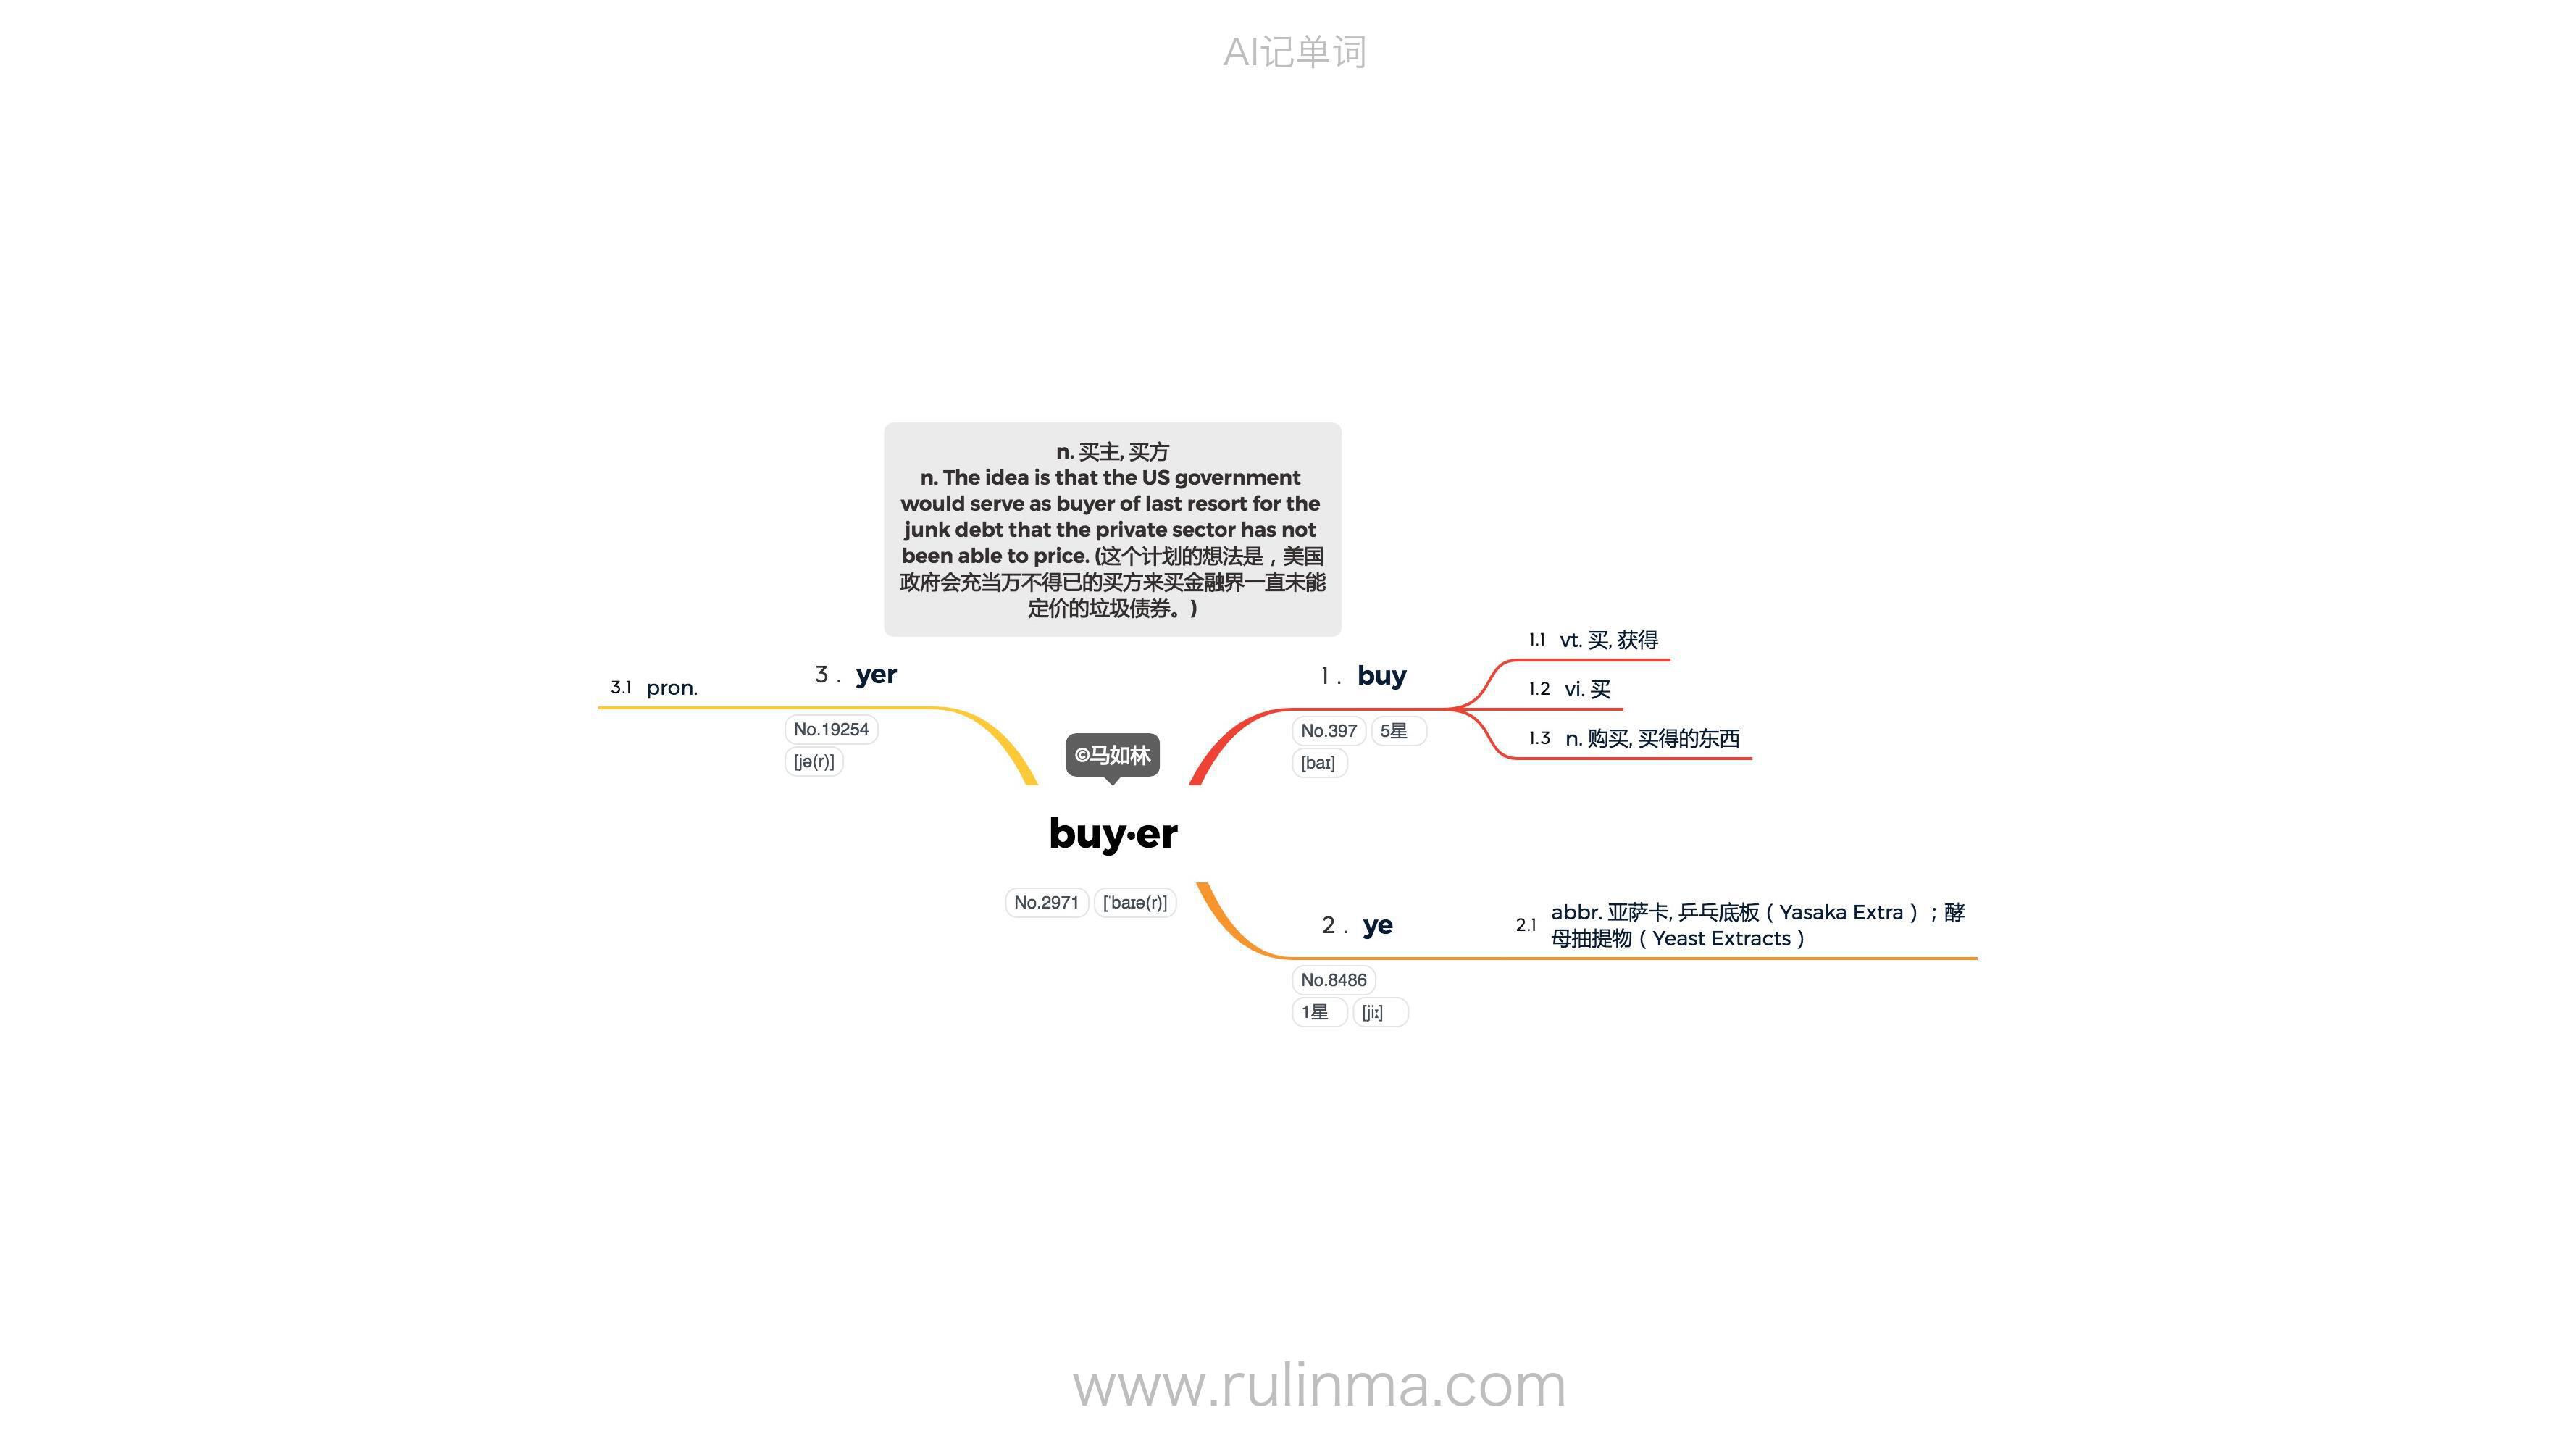 AI记单词
n. 买主, 买方
n. The idea is that the US government
would serve as buyer of last resort for the
junk debt that the private sector has not
been able to price. (这个计划的想法是，美国
政府会充当万不得已的买方来买金融界一直未能
定价的垃圾债券。)
3 . yer
3.1 pron.
No.19254
[jə(r)]
1 . buy
No.397 5星
[baɪ]
1.1 vt. 买, 获得
1.2 vi. 买
1.3 n. 购买, 买得的东西
©马如林
buy·er
No.2971 [ˈbaɪə(r)]
2 . ye
No.8486
1星 [jiː]
2.1 abbr. 亚萨卡, 乒乓底板（Yasaka Extra）；酵
母抽提物（Yeast Extracts）
www.rulinma.com